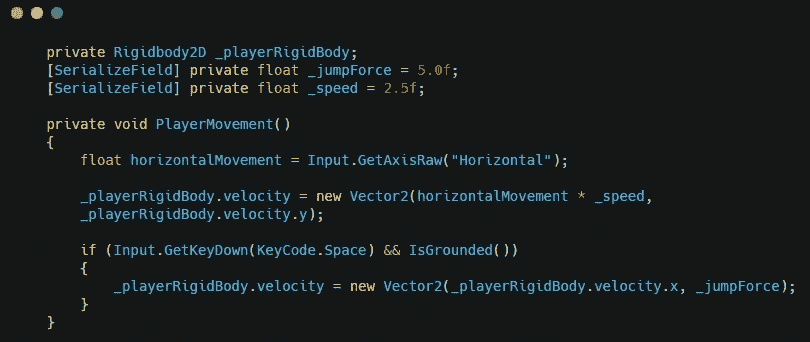 private Rigidbody2D _playerRigidBody;
[SerializeField] private float _jumpForce = 5.0f;
[SerializeField] private float _speed = 2.5f;

private void PlayerMovement()
{
    float horizontalMovement = Input.GetAxisRaw("Horizontal");

    _playerRigidBody.velocity = new Vector2(horizontalMovement * _speed,
    _playerRigidBody.velocity.y);

    if (Input.GetKeyDown(KeyCode.Space) && IsGrounded())
    {
        _playerRigidBody.velocity = new Vector2(_playerRigidBody.velocity.x, _jumpForce);
    }
}